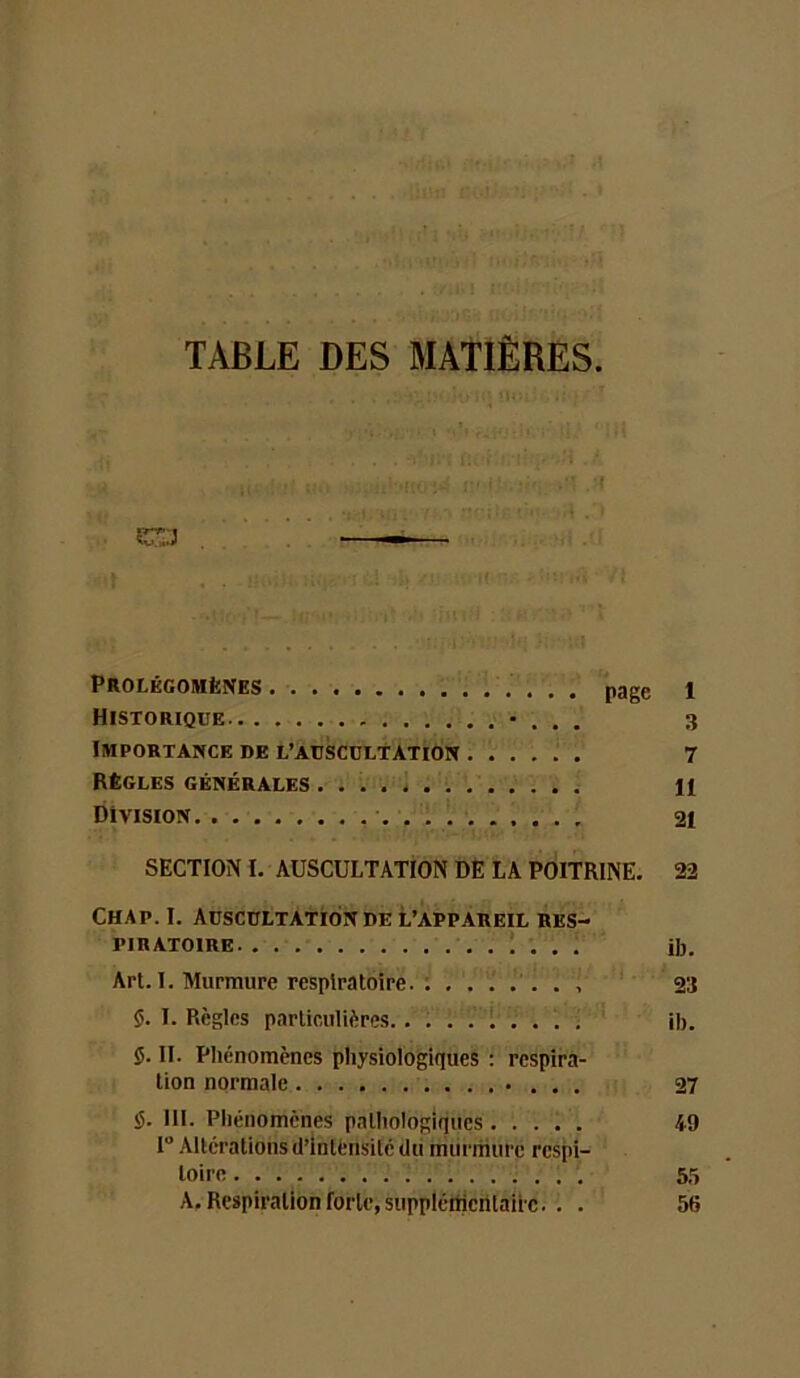 TABLE DES MATIÈRES.
PROLÉGOMÈNES . . . . . . . . . . . . . . . page 1
HISTORIQUE. . . . . . . . . . . . . . . . . . 3
IMPORTANCE DE L'AUSCULTATION . . . . . . 7
RÈGLES GÉNÉRALES . . . . . . . . . . . . . 11
DIVISION. . . . . . . . . . . . . . . . . . . 21
SECTION I. AUSCULTATION DE LA POITRINE. 22
CHAP. I. AUSCULTATION DE L'APPAREIL RES-
PIRATOIRE. . . . . . . . . . . . . . . . . . ib.
Art. I. Murmure respiratoire. . . . . . . . . 23
§. I. Règles particulières. . . . . . . . . . . ib.
§. II. Phénomènes physiologiques : respira-
tion normale . . . . . . . . . . . . . . . 27
§. III. Phénomènes pathologiques . . . . . 49
1° Altérations d'intensité du murmure respi-
toire . . . . . . . . . . . . . . . . . . 55
A. Respiration forte, supplémentaire. . . 56